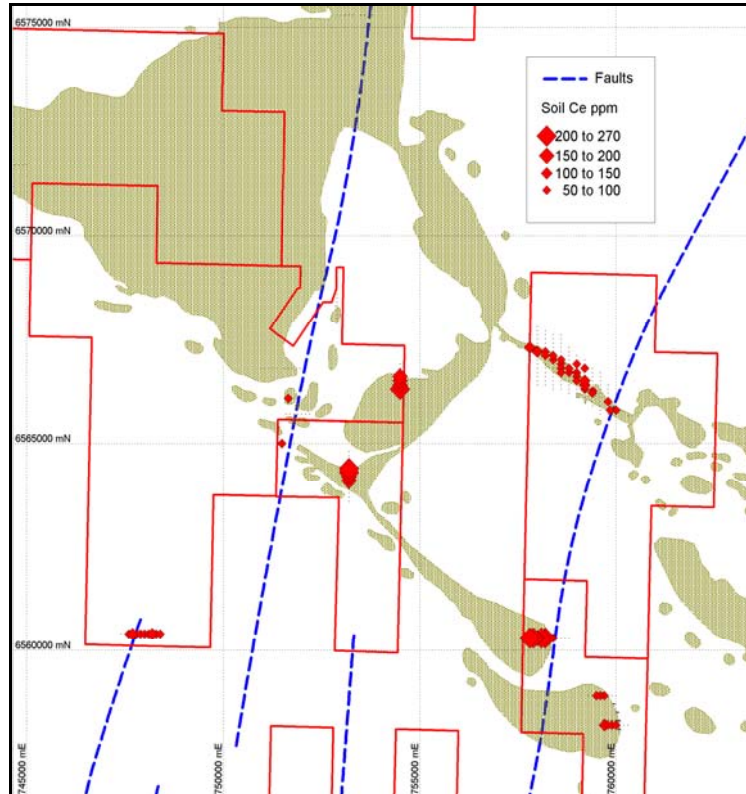 6575000 mN
Faults
Soil Ce ppm
200 to 270
150 to 200
100 to 150
50 to 100
6570000 mN
6565000 mN
6560000 mN
745000 mE
750000 mE
755000 mE
760000 mE